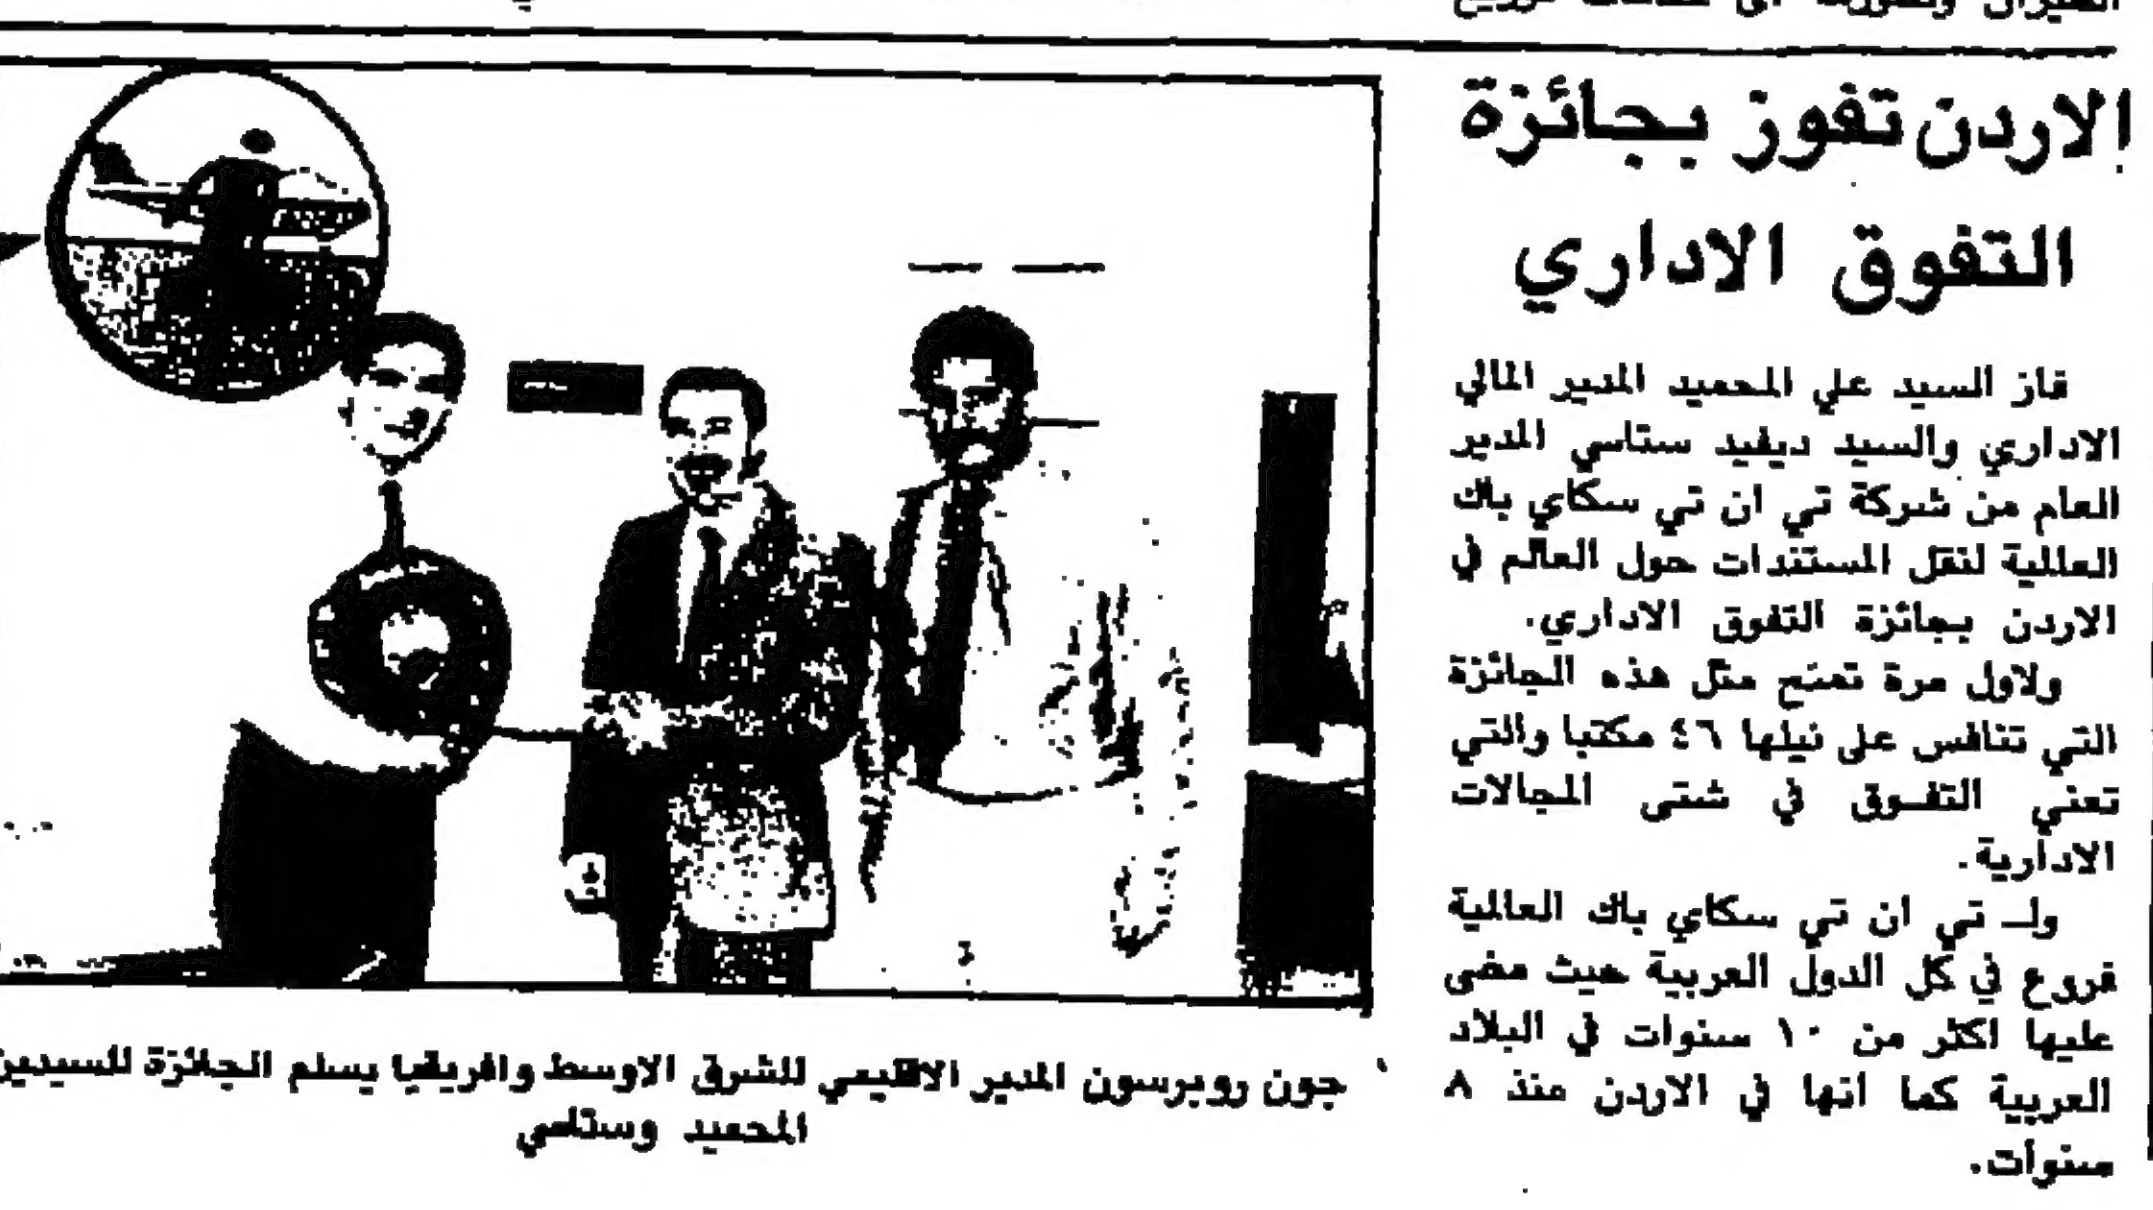 الاردن تفوز بجائزة
التفوق الاداري
فاز السيد علي المحميد المدير المالي
الاداري والسيد ديفيد ستاسي المدير
العام من شركة تي ان تي سكاي باك
العالمية لنقل المستندات حول العالم في
الاردن بجائزة التفوق الاداري.
ولاول مرة تمنح مثل هذه الجائزة
التي تنافس على نيلها ٤٦ مكتبا والتي
تعني التفوق في شتى المجالات
الادارية.
ولـ تي ان تي سكاي باك العالمية
فروع في كل الدول العربية حيث مضى
عليها اكثر من ١٠ سنوات في البلاد
العربية كما انها في الاردن منذ ٨
سنوات.
جون روبرسون المدير الاقليمي للشرق الاوسط وافريقيا يسلم الجائزة للسيدين
المحميد وستاسي